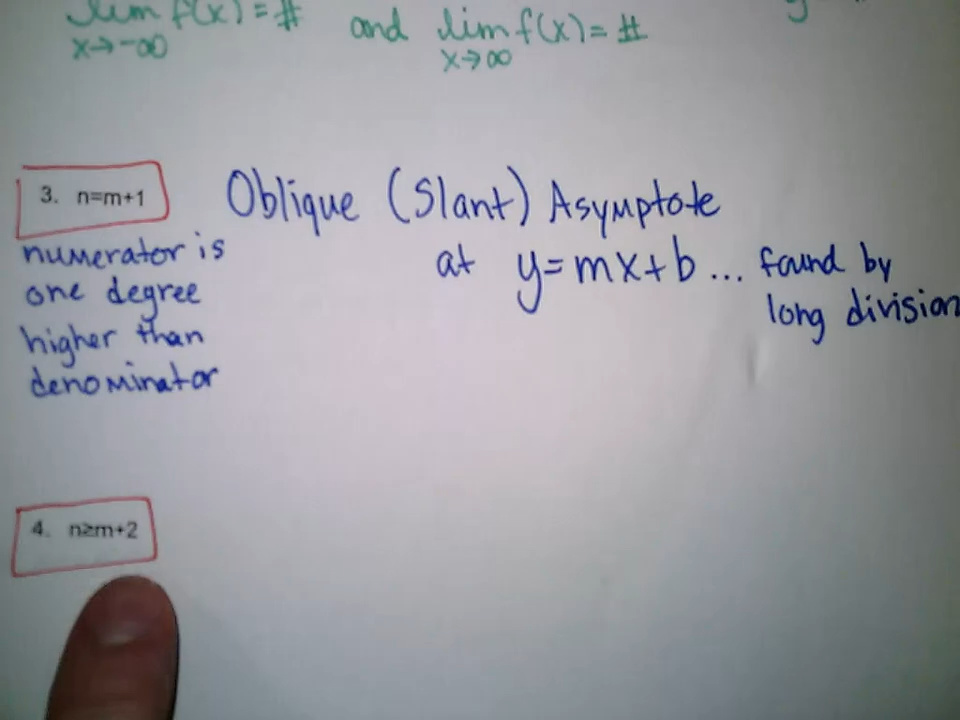 lim f(x) = # and lim f(x) = #
x→-∞ x→∞
3. n=m+1 Oblique (Slant) Asymptote
numerator is at y=mx+b ... found by
one degree long division
higher than
denominator
4. n≥m+2